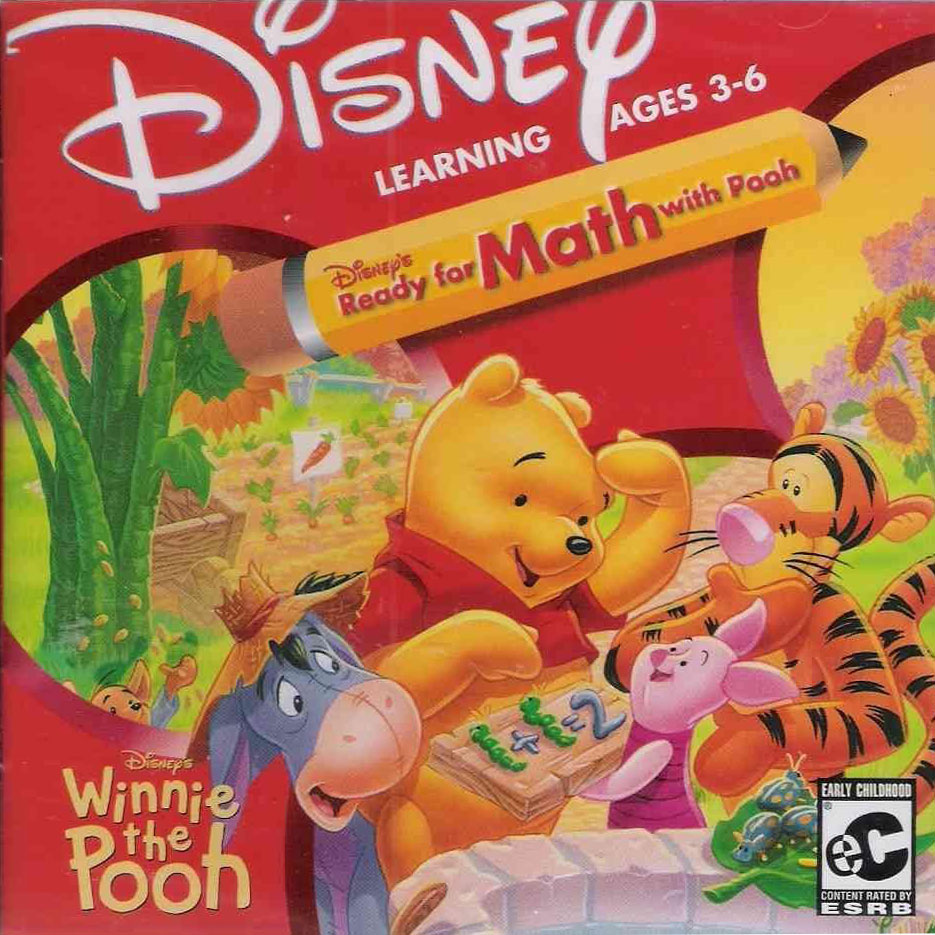 DISNEY
LEARNING AGES 3-6
DISNEY'S
Ready for Math with Pooh
+ = 2
DISNEY'S
Winnie
the
Pooh
EARLY CHILDHOOD
eC
®
CONTENT RATED BY
ESRB